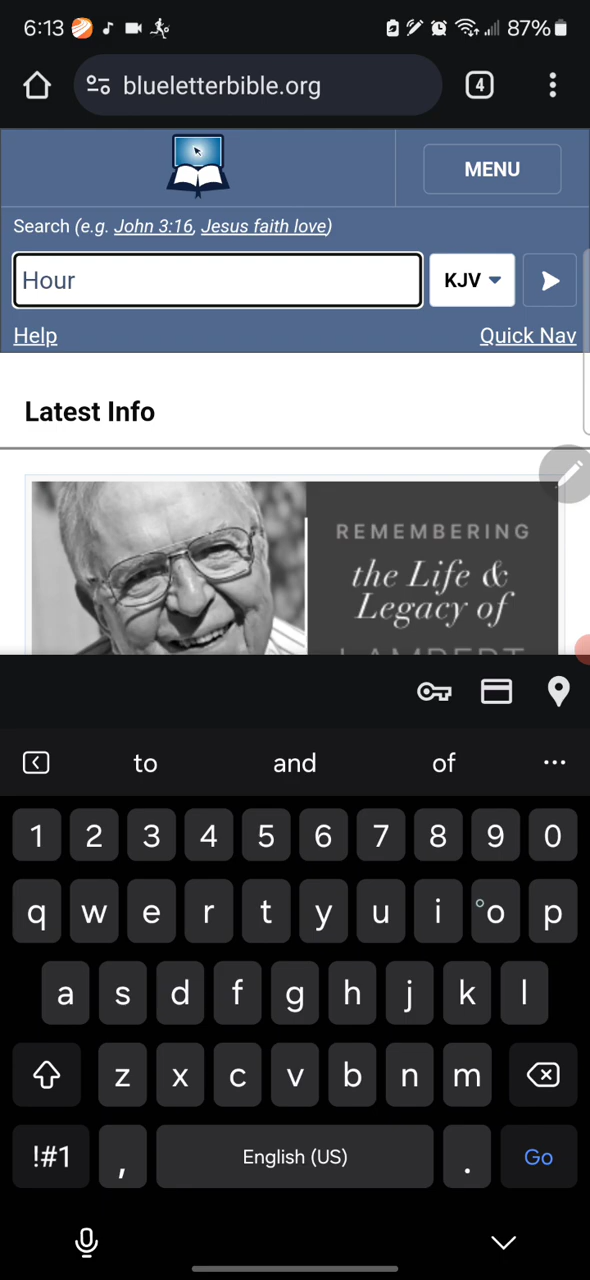 6:13 87%
blueletterbible.org 4
MENU
Search (e.g. John 3:16, Jesus faith love)
Hour KJV
Help Quick Nav
Latest Info
REMEMBERING
the Life &
Legacy of
LAMBERT
to and of ...
1 2 3 4 5 6 7 8 9 0
q w e r t y u i o p
a s d f g h j k l
z x c v b n m
!#1 , English (US) . Go